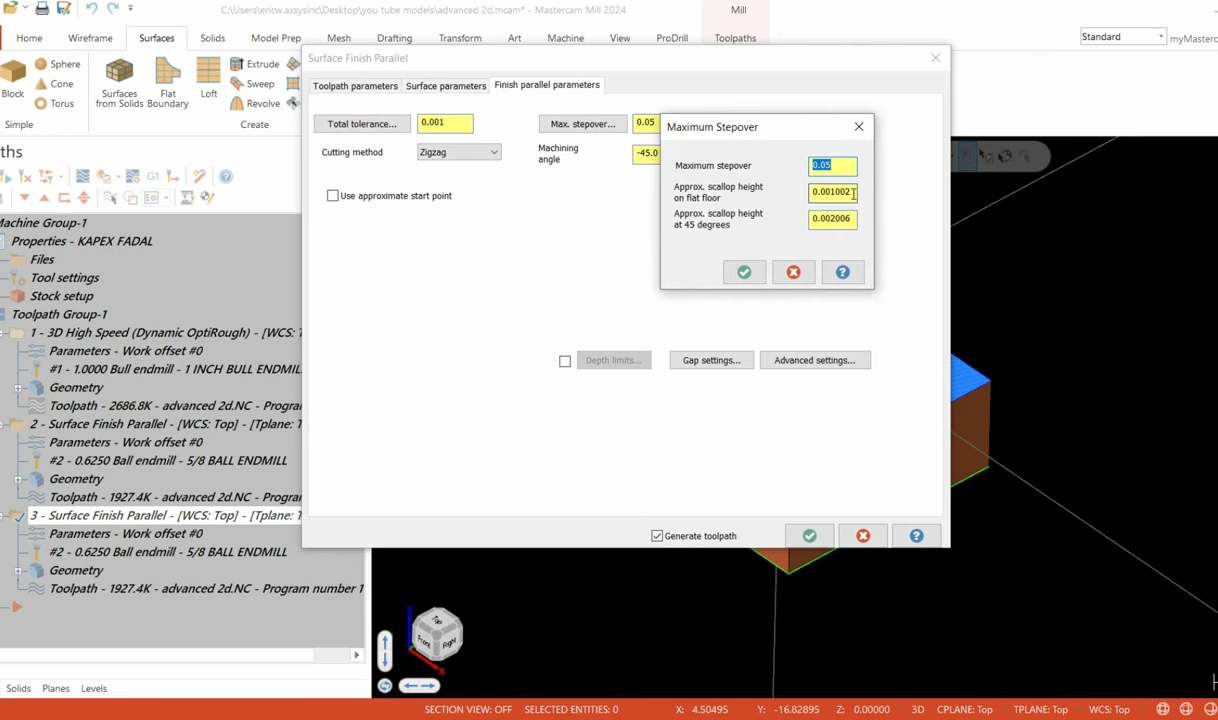 C:\Users\ericw.axsysinc\Desktop\you tube models\advanced 2d.mcam* - Mastercam Mill 2024
Mill
Home
Wireframe
Surfaces
Solids
Model Prep
Mesh
Drafting
Transform
Art
Machine
View
ProDrill
Toolpaths
Standard
myMasterc
Block
Sphere
Cone
Torus
Simple
Surfaces
from Solids
Flat
Boundary
Loft
Extrude
Sweep
Revolve
Create
ths
G1
achine Group-1
Properties - KAPEX FADAL
Files
Tool settings
Stock setup
Toolpath Group-1
1 - 3D High Speed (Dynamic OptiRough) - [WCS: T
Parameters - Work offset #0
#1 - 1.0000 Bull endmill - 1 INCH BULL ENDMIL
Geometry
Toolpath - 2686.8K - advanced 2d.NC - Program
2 - Surface Finish Parallel - [WCS: Top] - [Tplane: T
Parameters - Work offset #0
#2 - 0.6250 Ball endmill - 5/8 BALL ENDMILL
Geometry
Toolpath - 1927.4K - advanced 2d.NC - Progra
3 - Surface Finish Parallel - [WCS: Top] - [Tplane: T
Parameters - Work offset #0
#2 - 0.6250 Ball endmill - 5/8 BALL ENDMILL
Geometry
Toolpath - 1927.4K - advanced 2d.NC - Program number 1
Solids
Planes
Levels
Surface Finish Parallel
Toolpath parameters
Surface parameters
Finish parallel parameters
Total tolerance...
0.001
Max. stepover...
0.05
Cutting method
Zigzag
Machining
angle
-45.0
Use approximate start point
Maximum Stepover
Maximum stepover
0.05
Approx. scallop height
on flat floor
0.001002
Approx. scallop height
at 45 degrees
0.002006
Depth limits...
Gap settings...
Advanced settings...
Generate toolpath
Top
Front
Right
Z
X
SECTION VIEW: OFF
SELECTED ENTITIES: 0
X: 4.50495
Y: -16.82895
Z: 0.00000
3D
CPLANE: Top
TPLANE: Top
WCS: Top